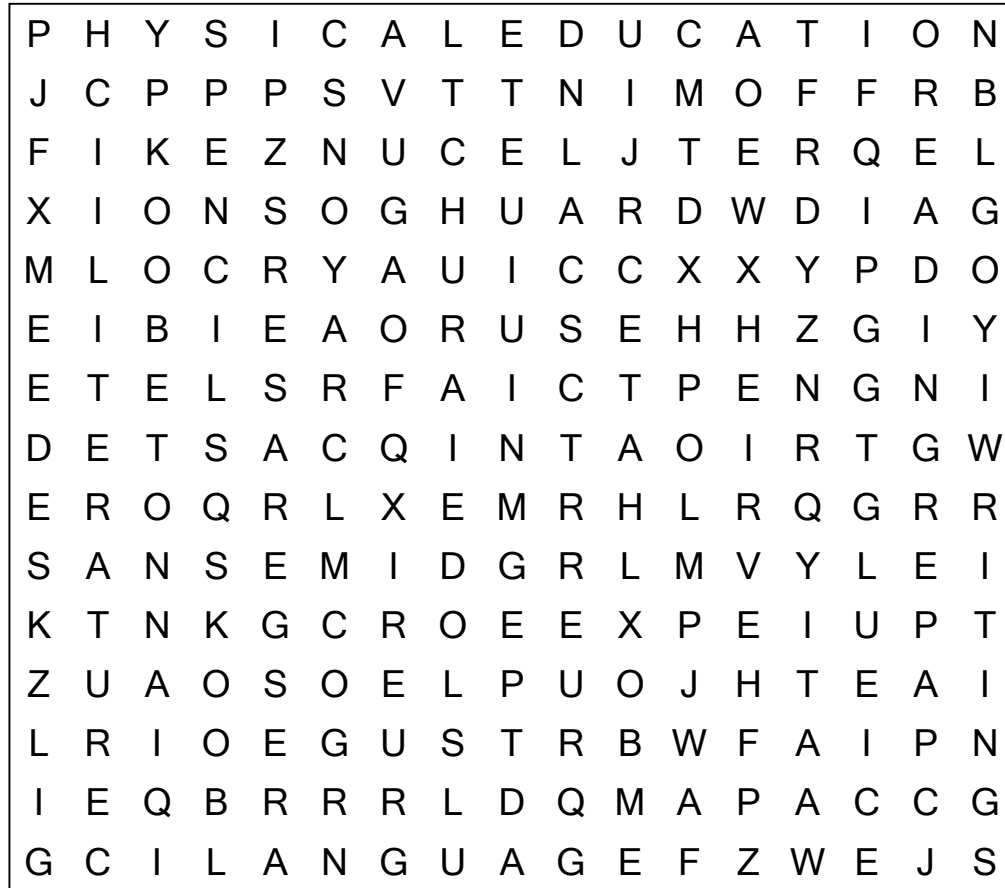 P H Y S I C A L E D U C A T I O N
J C P P P S V T T N I M O F F R B
F I K E Z N U C E L J T E R Q E L
X I O N S O G H U A R D W D I A G
M L O C R Y A U I C C X X Y P D O
E I B I E A O R U S E H H Z G I Y
E T E L S R F A I C T P E N G N I
D E T S A C Q I N T A O I R T G W
E R O Q R L X E M R H L R Q G R R
S A N S E M I D G R L M V Y L E I
K T N K G C R O E E X P E I U P T
Z U A O S O E L P U O J H T E A I
L R I O E G U S T R B W F A I P N
I E Q B R R R L D Q M A P A C C G
G C I L A N G U A G E F Z W E J S